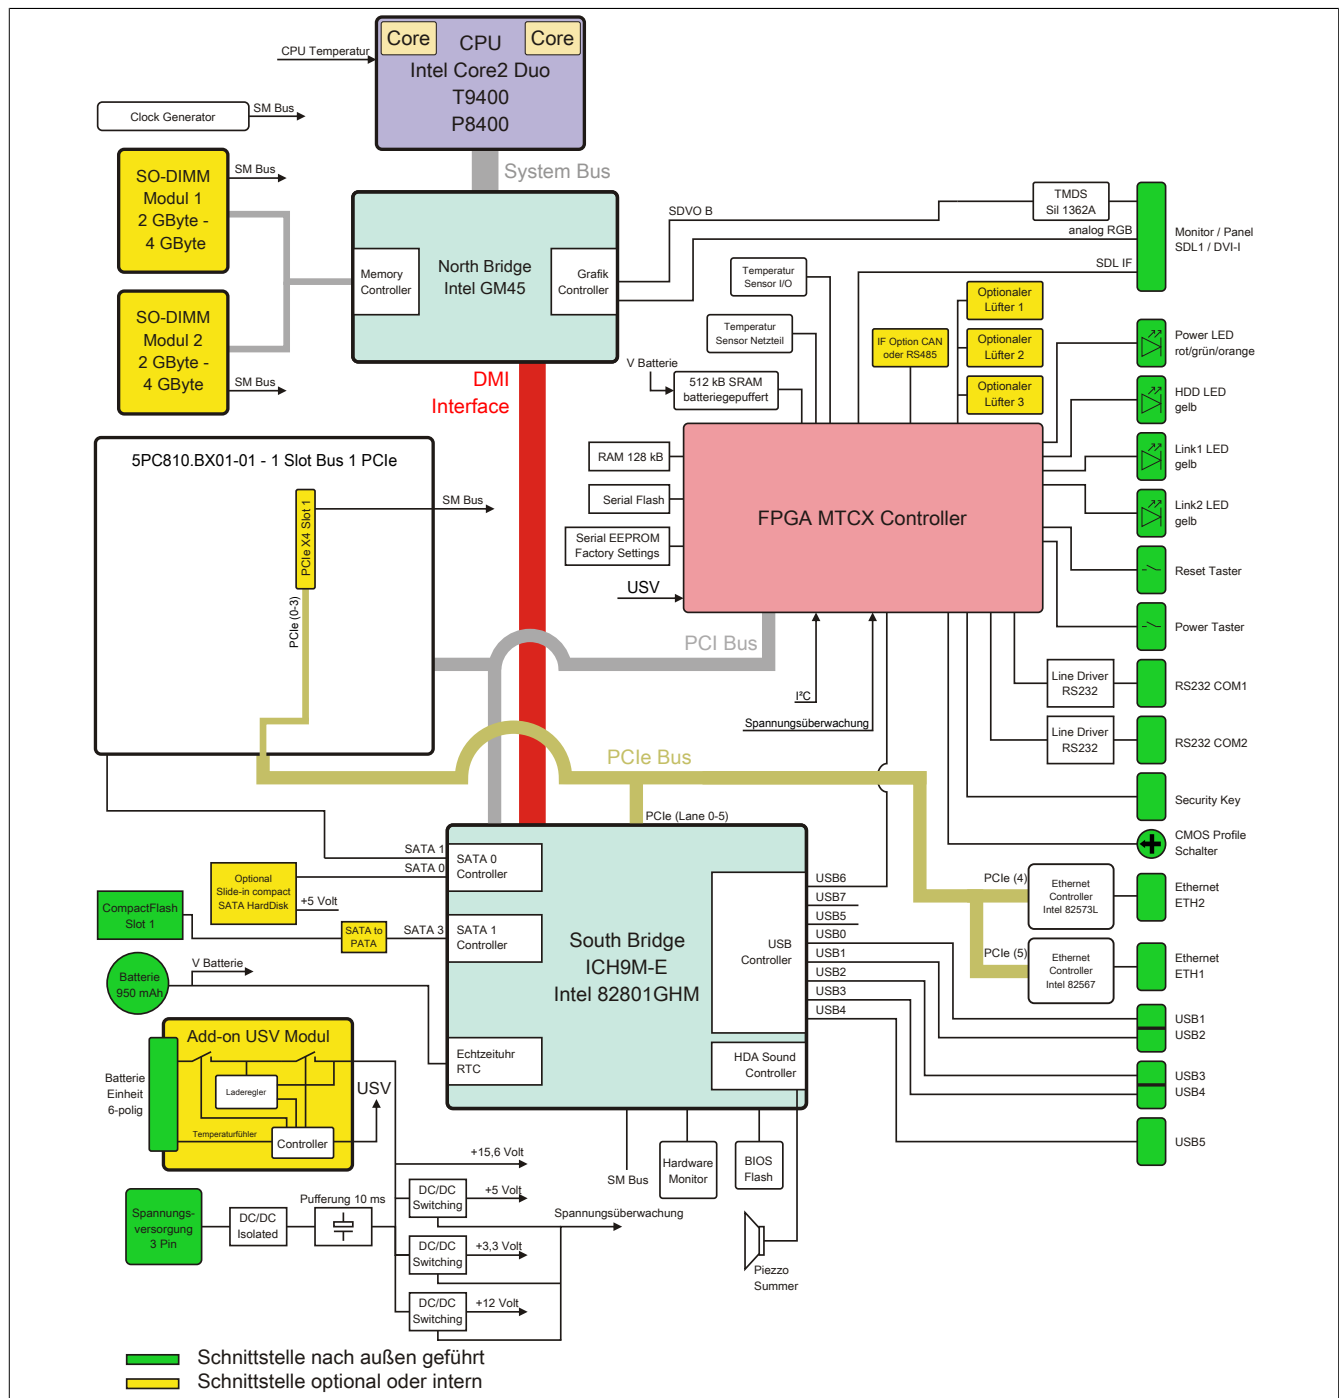 Core
CPU
Core
Intel Core2 Duo
T9400
P8400
CPU Temperatur
Clock Generator
SM Bus
SO-DIMM
Modul 1
2 GByte -
4 GByte
SM Bus
SO-DIMM
Modul 2
2 GByte -
4 GByte
SM Bus
System Bus
Memory
Controller
North Bridge
Intel GM45
Grafik
Controller
SDVO B
TMDS
Sil 1362A
analog RGB
SDL IF
Monitor / Panel
SDL1 / DVI-I
DMI
Interface
Temperatur
Sensor I/O
Temperatur
Sensor Netzteil
V Batterie
512 kB SRAM
batteriegepuffert
IF Option CAN
oder RS485
Optionaler
Lüfter 1
Optionaler
Lüfter 2
Optionaler
Lüfter 3
Power LED
rot/grün/orange
HDD LED
gelb
Link1 LED
gelb
Link2 LED
gelb
Reset Taster
Power Taster
RAM 128 kB
Serial Flash
Serial EEPROM
Factory Settings
USV
FPGA MTCX Controller
5PC810.BX01-01 - 1 Slot Bus 1 PCIe
PCIe X4 Slot 1
SM Bus
PCIe (0-3)
PCI Bus
I²C
Spannungsüberwachung
Line Driver
RS232
RS232 COM1
Line Driver
RS232
RS232 COM2
Security Key
CMOS Profile
Schalter
PCIe Bus
PCIe (Lane 0-5)
SATA 1
SATA 0
SATA 0
Controller
Optional
Slide-in compact
SATA HardDisk
+5 Volt
CompactFlash
Slot 1
SATA to
PATA
SATA 3
SATA 1
Controller
South Bridge
ICH9M-E
Intel 82801GHM
USB
Controller
USB6
USB7
USB5
USB0
USB1
USB2
USB3
USB4
PCIe (4)
Ethernet
Controller
Intel 82573L
Ethernet
ETH2
PCIe (5)
Ethernet
Controller
Intel 82567
Ethernet
ETH1
USB1
USB2
USB3
USB4
USB5
Batterie
950 mAh
V Batterie
Echtzeituhr
RTC
HDA Sound
Controller
Add-on USV Modul
Batterie
Einheit
6-polig
Laderegler
Temperaturfühler
Controller
USV
SM Bus
Hardware
Monitor
BIOS
Flash
Piezzo
Summer
Spannungs-
versorgung
3 Pin
DC/DC
Isolated
Pufferung 10 ms
+15,6 Volt
DC/DC
Switching
+5 Volt
Spannungsüberwachung
DC/DC
Switching
+3,3 Volt
DC/DC
Switching
+12 Volt
Schnittstelle nach außen geführt
Schnittstelle optional oder intern